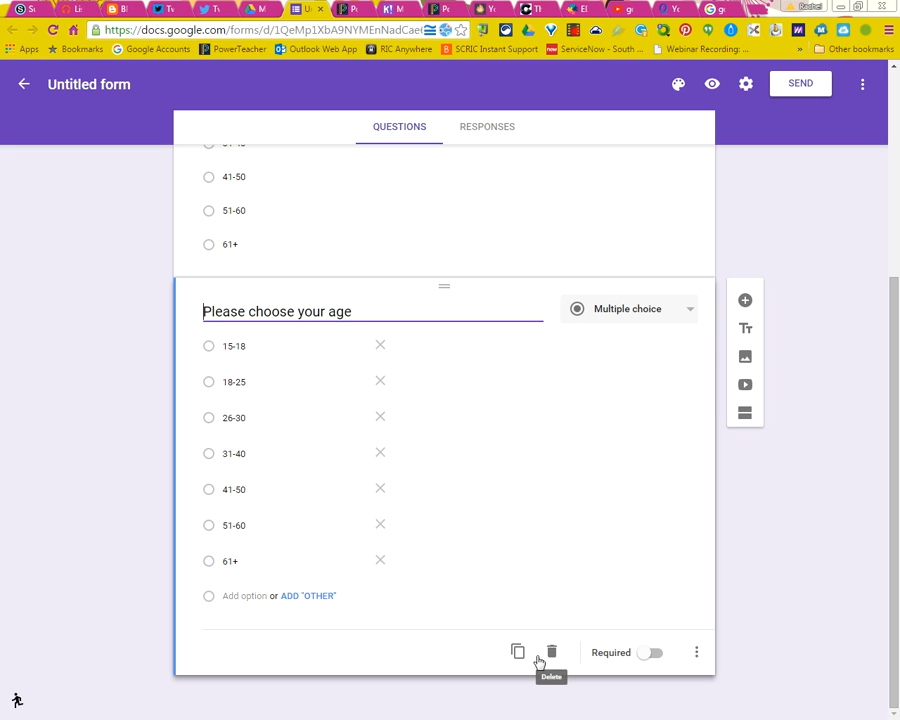 https://docs.google.com/forms/d/1QeMp1XbA9NYMEnNadCae
Rachel
Apps
Bookmarks
Google Accounts
PowerTeacher
Outlook Web App
RIC Anywhere
SCRIC Instant Support
ServiceNow - South ...
Webinar Recording: ...
»
Other bookmarks
Untitled form
SEND
QUESTIONS
RESPONSES
41-50
51-60
61+
Please choose your age
Multiple choice
15-18
18-25
26-30
31-40
41-50
51-60
61+
Add option or ADD "OTHER"
Required
Delete